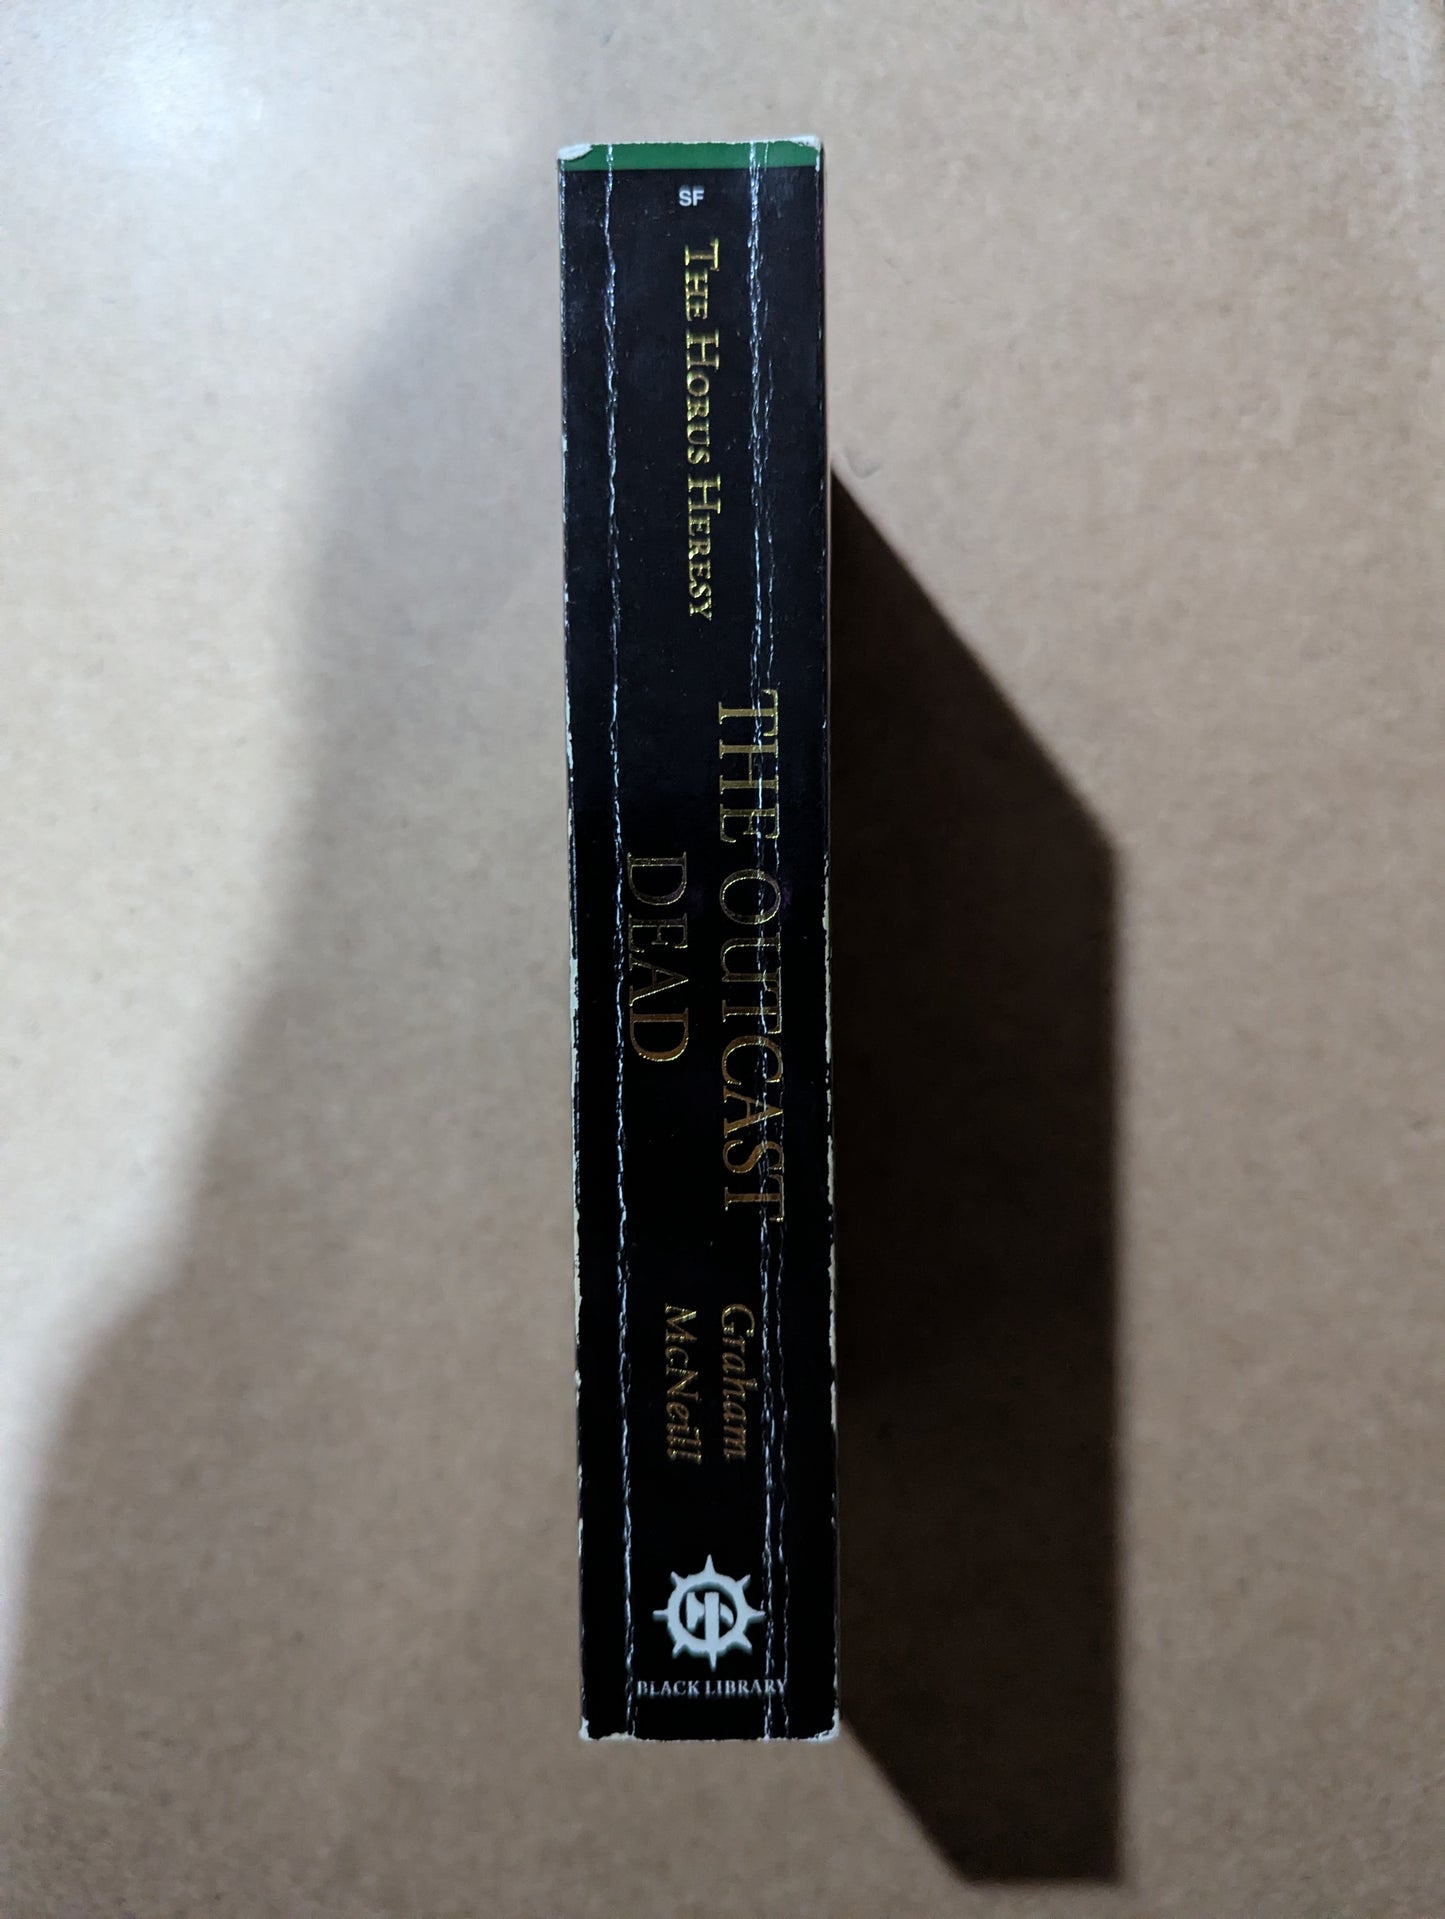 SF
THE HORUS HERESY
THE OUTCAST
DEAD
Graham
McNeill
BLACK LIBRARY